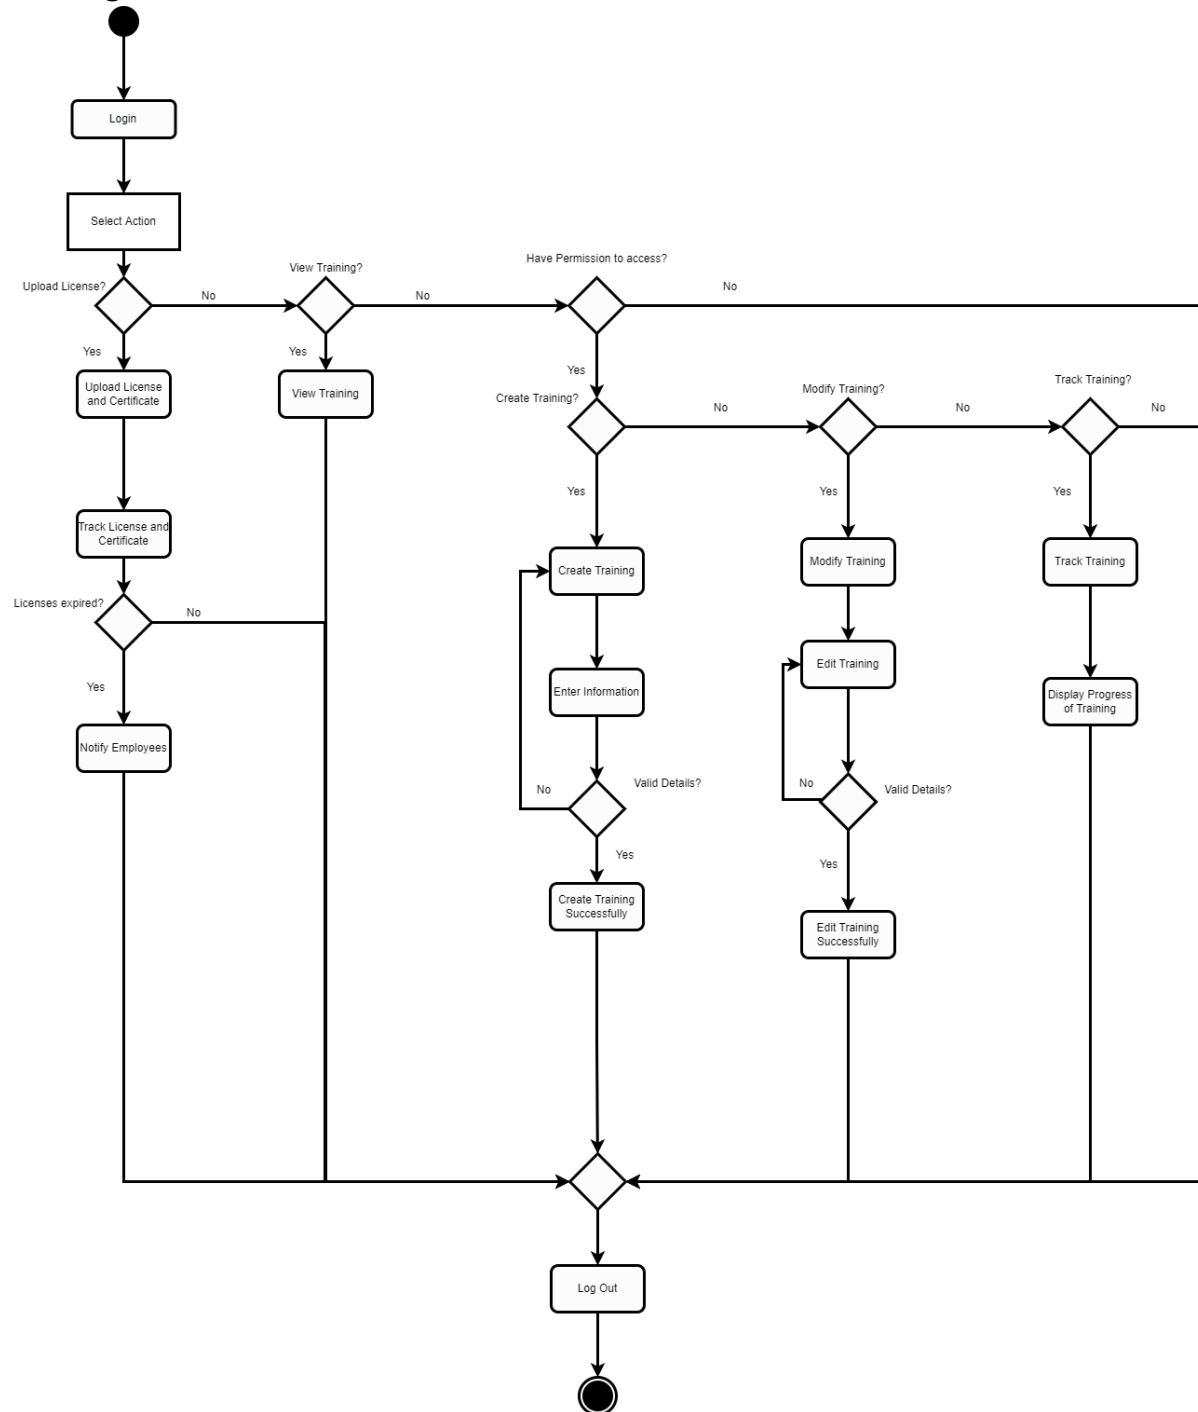 Login
Select Action
Have Permission to access?
View Training?
Upload License?
No
No
No
Yes
Yes
Yes
Upload License
and Certificate
View Training
Create Training?
Modify Training?
Track Training?
No
No
No
Yes
Yes
Yes
Track License and
Certificate
Create Training
Modify Training
Track Training
Licenses expired?
No
Yes
Enter Information
Edit Training
Display Progress
of Training
Notify Employees
No
Valid Details?
No
Valid Details?
Yes
Yes
Create Training
Successfully
Edit Training
Successfully
Log Out